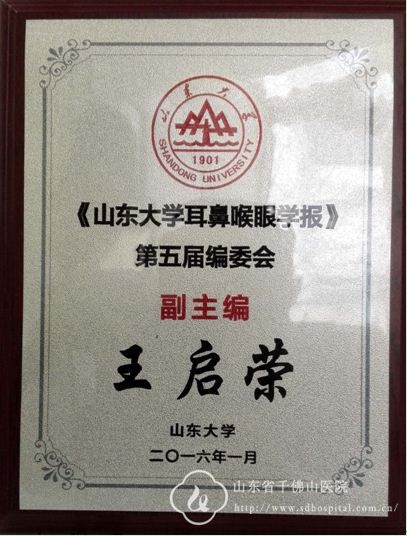 山东大学
SHANDONG UNIVERSITY
1901
《山东大学耳鼻喉眼学报》
第五届编委会
副主编
王启荣
山东大学
二〇一六年一月
山东省千佛山医院
http://www.sdhospital.com.cn/